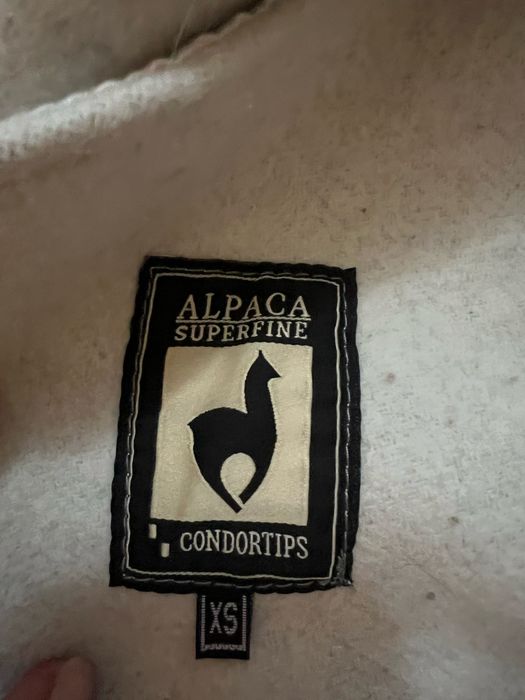 ALPACA
SUPERFINE
CONDORTIPS
XS